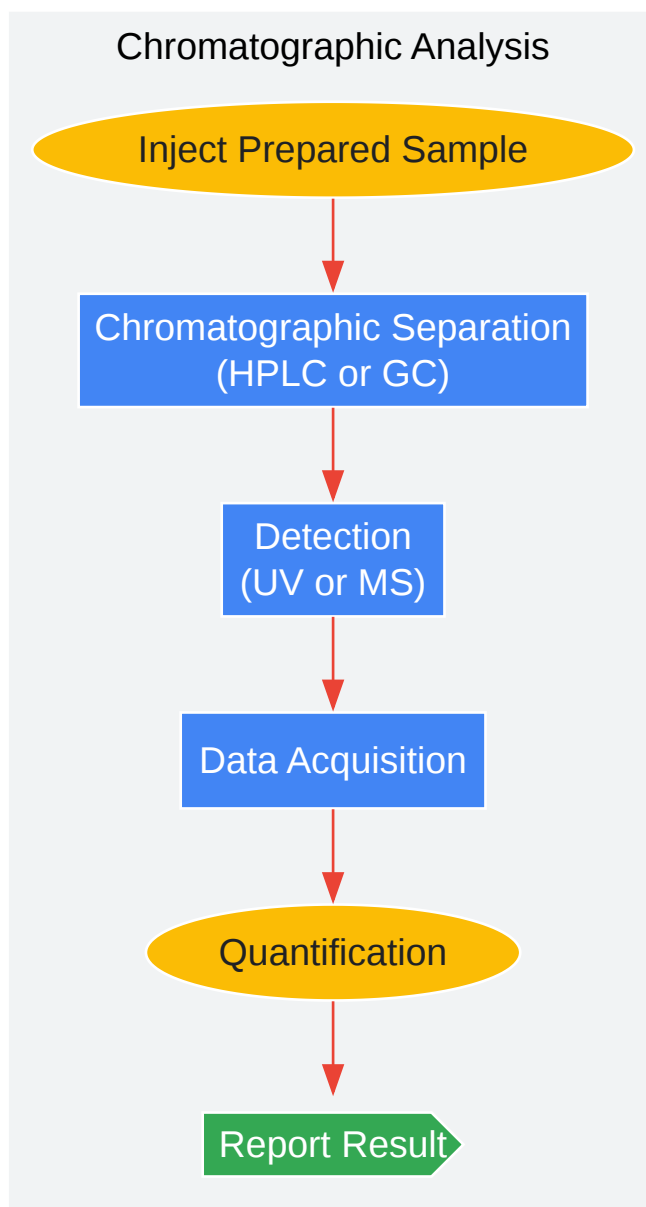 Chromatographic Analysis
Inject Prepared Sample
Chromatographic Separation
(HPLC or GC)
Detection
(UV or MS)
Data Acquisition
Quantification
Report Result